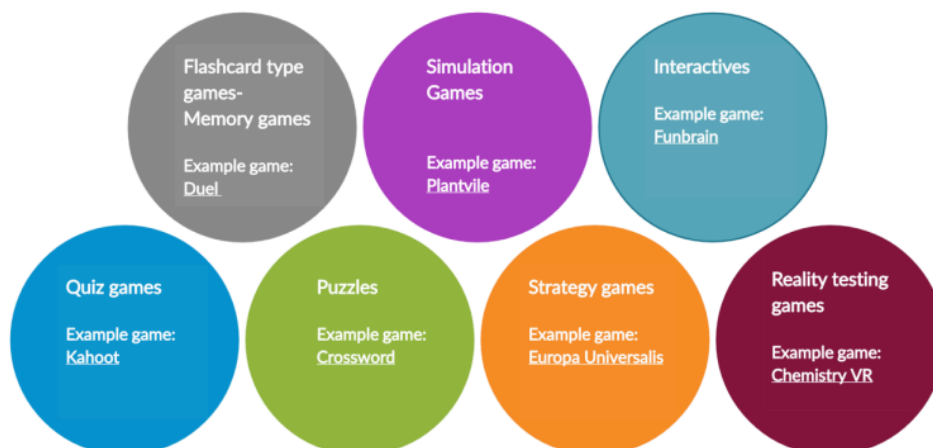 Flashcard type
games-
Memory games
Example game:
Duel
Simulation
Games
Example game:
Plantvile
Interactives
Example game:
Funbrain
Quiz games
Example game:
Kahoot
Puzzles
Example game:
Crossword
Strategy games
Example game:
Europa Universalis
Reality testing
games
Example game:
Chemistry VR